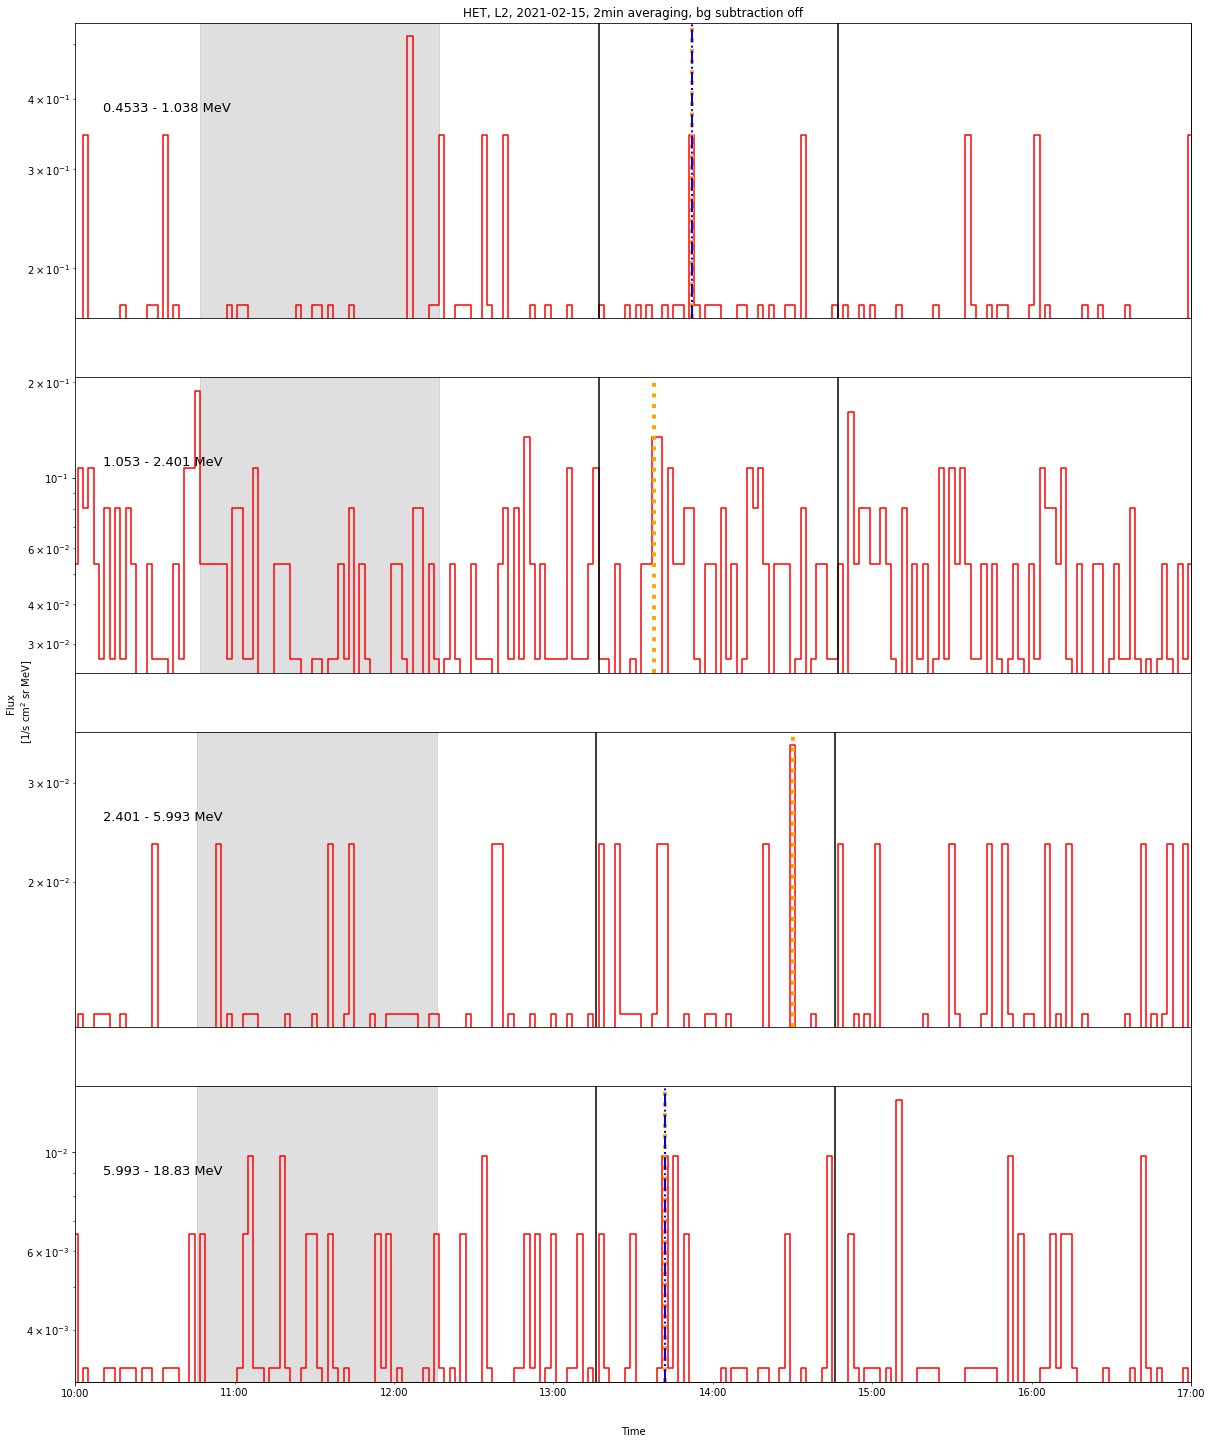 HET, L2, 2021-02-15, 2min averaging, bg subtraction off
4 × 10⁻¹
0.4533 - 1.038 MeV
3 × 10⁻¹
2 × 10⁻¹
2 × 10⁻¹
1.053 - 2.401 MeV
10⁻¹
6 × 10⁻²
4 × 10⁻²
3 × 10⁻²
Flux
[1/s cm² sr MeV]
3 × 10⁻²
2.401 - 5.993 MeV
2 × 10⁻²
10⁻²
5.993 - 18.83 MeV
6 × 10⁻³
4 × 10⁻³
10:00 11:00 12:00 13:00 14:00 15:00 16:00 17:00
Time